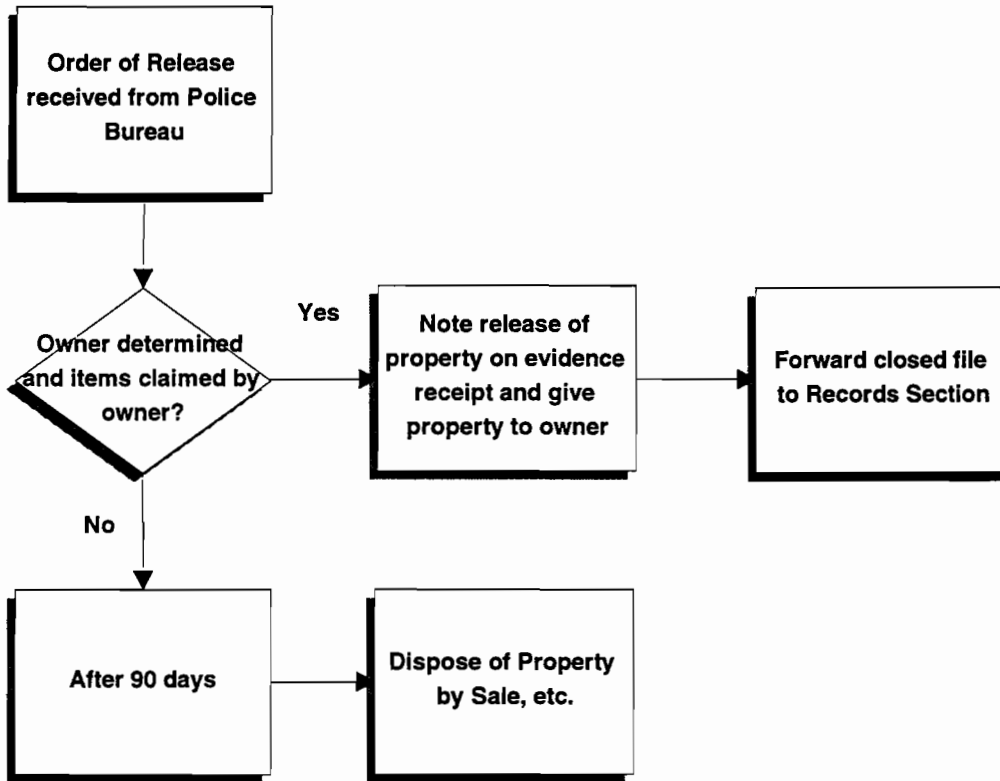 Order of Release
received from Police
Bureau
Owner determined
and items claimed by
owner?
Yes
Note release of
property on evidence
receipt and give
property to owner
Forward closed file
to Records Section
No
After 90 days
Dispose of Property
by Sale, etc.